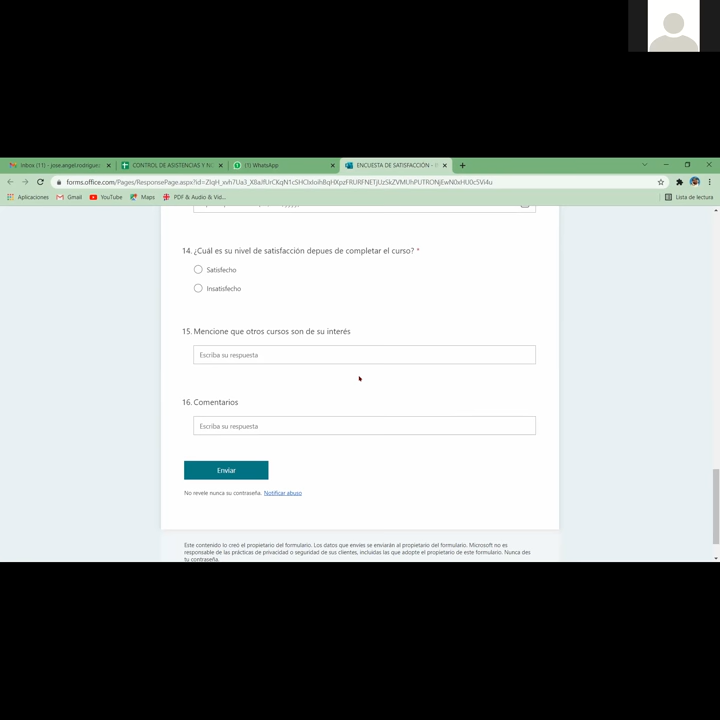 Inbox (11) - jose.angel.rodrigues
CONTROL DE ASISTENCIAS Y N
(1) WhatsApp
ENCUESTA DE SATISFACCIÓN -
forms.office.com/Pages/ResponsePage.aspx?
Aplicaciones
Gmail
YouTube
Maps
PDF & Audio & Vid...
Lista de lectura
14. ¿Cuál es su nivel de satisfacción depues de completar el curso? *
Satisfecho
Insatisfecho
15. Mencione que otros cursos son de su interés
Escriba su respuesta
16. Comentarios
Escriba su respuesta
Enviar
No revele nunca su contraseña. Notificar abuso
Este contenido lo creó el propietario del formulario. Los datos que envíes se enviarán al propietario del formulario. Microsoft no es
responsable de las prácticas de privacidad o seguridad de sus clientes, incluidas las que adopte el propietario de este formulario. Nunca des
tu contraseña.